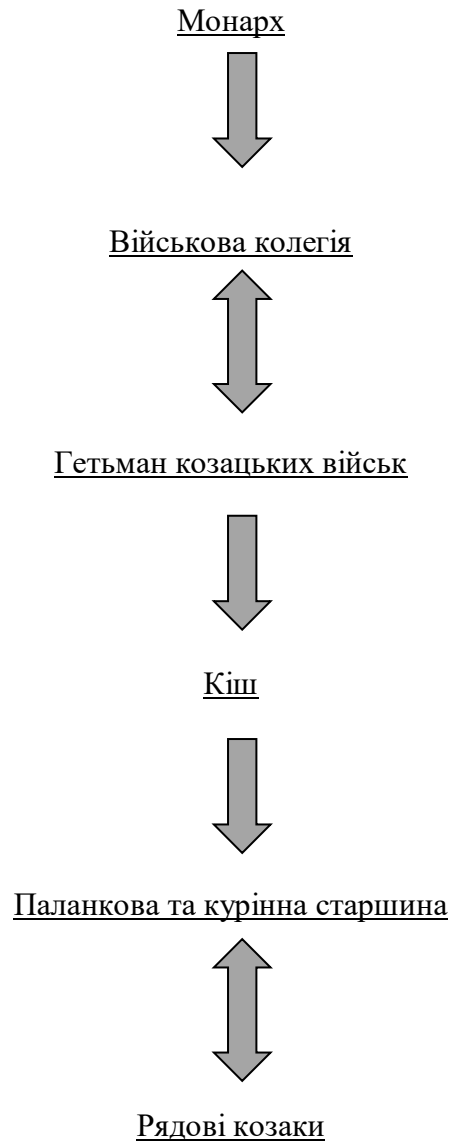 Монарх
Військова колегія
Гетьман козацьких військ
Кіш
Паланкова та курінна старшина
Рядові козаки